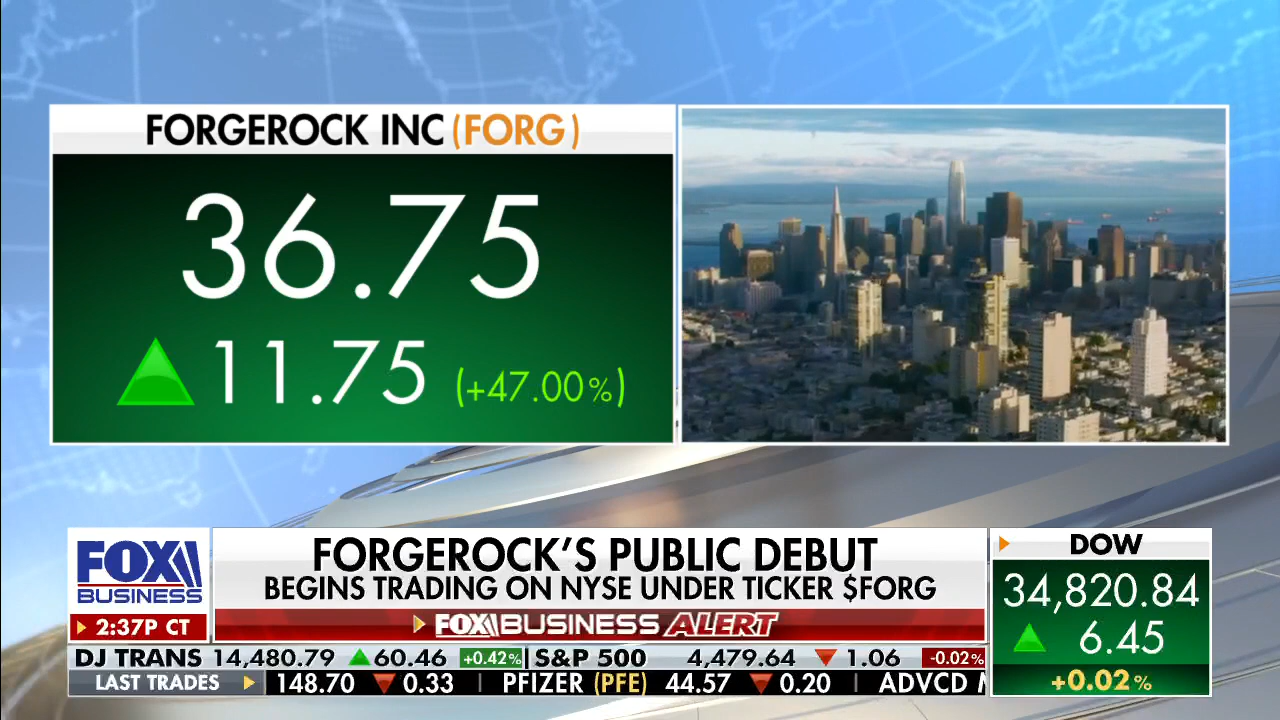 FORGEROCK INC (FORG)
36.75
11.75 (+47.00%)
FOX BUSINESS
2:37P CT
FORGEROCK'S PUBLIC DEBUT
BEGINS TRADING ON NYSE UNDER TICKER $FORG
FOX BUSINESS ALERT
DOW
34,820.84
6.45
+0.02%
DJ TRANS 14,480.79 60.46 +0.42% S&P 500 4,479.64 1.06 -0.02%
LAST TRADES 148.70 0.33 | PFIZER (PFE) 44.57 0.20 | ADVCD